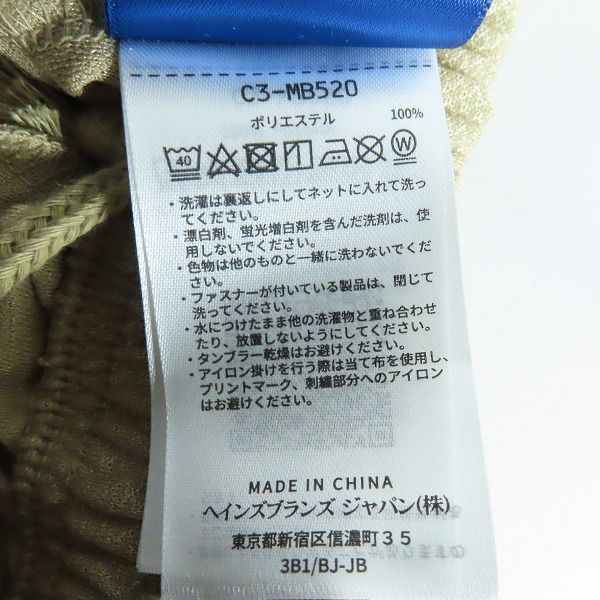 C3-MB520
ポリエステル 100%
40 W
・洗濯は裏返しにしてネットに入れて洗っ
てください。
・漂白剤、蛍光増白剤を含んだ洗剤は、使
用しないでください。
・色物は他のものと一緒に洗わないでくだ
さい。
・ファスナーが付いている製品は、閉じて
洗ってください。
・水につけたまま他の洗濯物と重ね合わせ
たり、放置しないようにしてください。
・タンブラー乾燥はお避けください。
・アイロン掛けを行う際は当て布を使用し、
プリントマーク、刺繍部分へのアイロン
はお避けください。
MADE IN CHINA
ヘインズブランズ ジャパン(株)
東京都新宿区信濃町35
3B1/BJ-JB